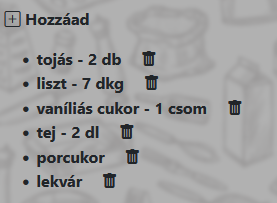 Hozzáad
tojás - 2 db
liszt - 7 dkg
vaníliás cukor - 1 csom
tej - 2 dl
porcukor
lekvár